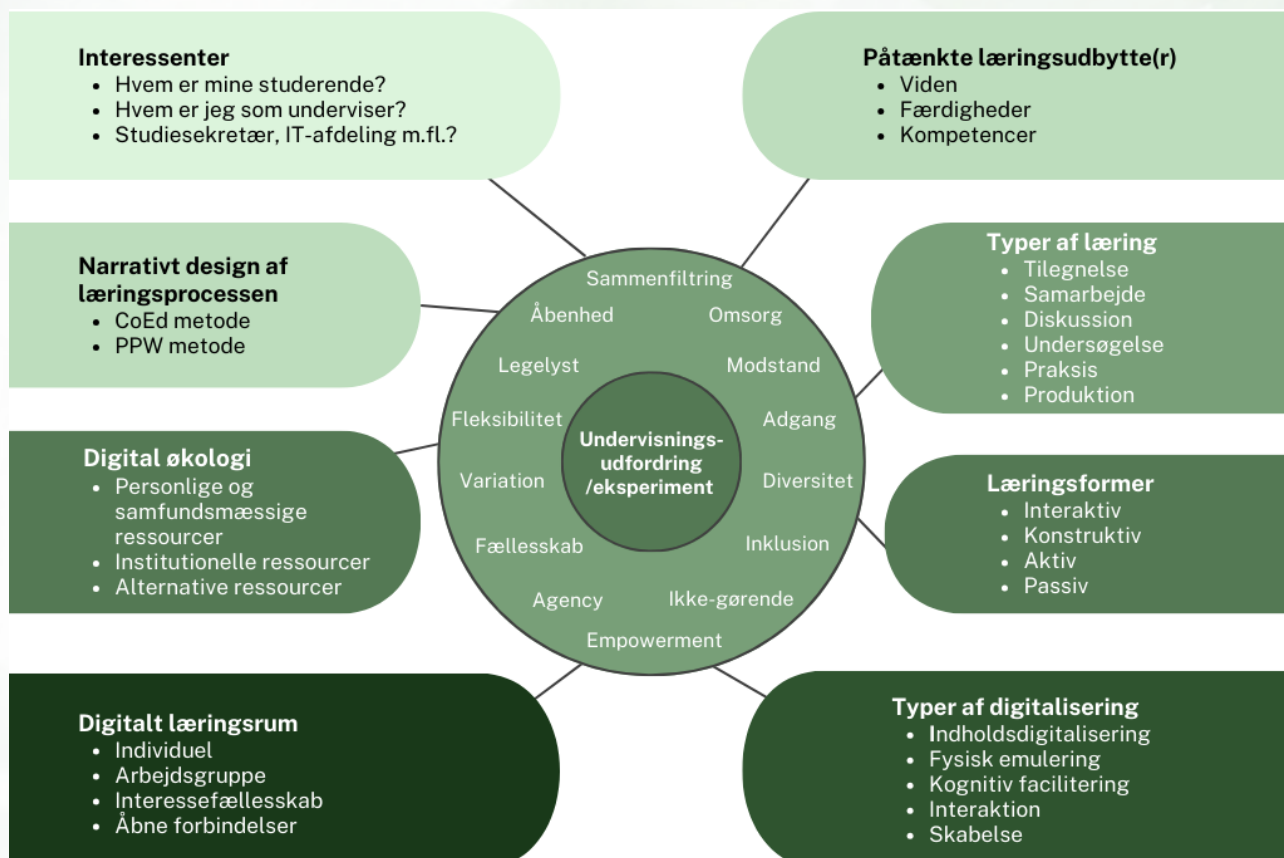 Interessenter
• Hvem er mine studerende?
• Hvem er jeg som underviser?
• Studiesekretær, IT-afdeling m.fl.?
Påtænkte læringsudbytte(r)
• Viden
• Færdigheder
• Kompetencer
Narrativt design af
læringsprocessen
• CoEd metode
• PPW metode
Typer af læring
• Tilegnelse
• Samarbejde
• Diskussion
• Undersøgelse
• Praksis
• Produktion
Digital økologi
• Personlige og
samfundsmæssige
ressourcer
• Institutionelle ressourcer
• Alternative ressourcer
Læringsformer
• Interaktiv
• Konstruktiv
• Aktiv
• Passiv
Digitalt læringsrum
• Individuel
• Arbejdsgruppe
• Interessefællesskab
• Åbne forbindelser
Typer af digitalisering
• Indholdsdigitalisering
• Fysisk emulering
• Kognitiv facilitering
• Interaktion
• Skabelse
Sammenfiltring
Åbenhed
Omsorg
Legelyst
Modstand
Fleksibilitet
Adgang
Variation
Diversitet
Fællesskab
Inklusion
Agency
Ikke-gørende
Empowerment
Undervisnings-
udfordring
/eksperiment